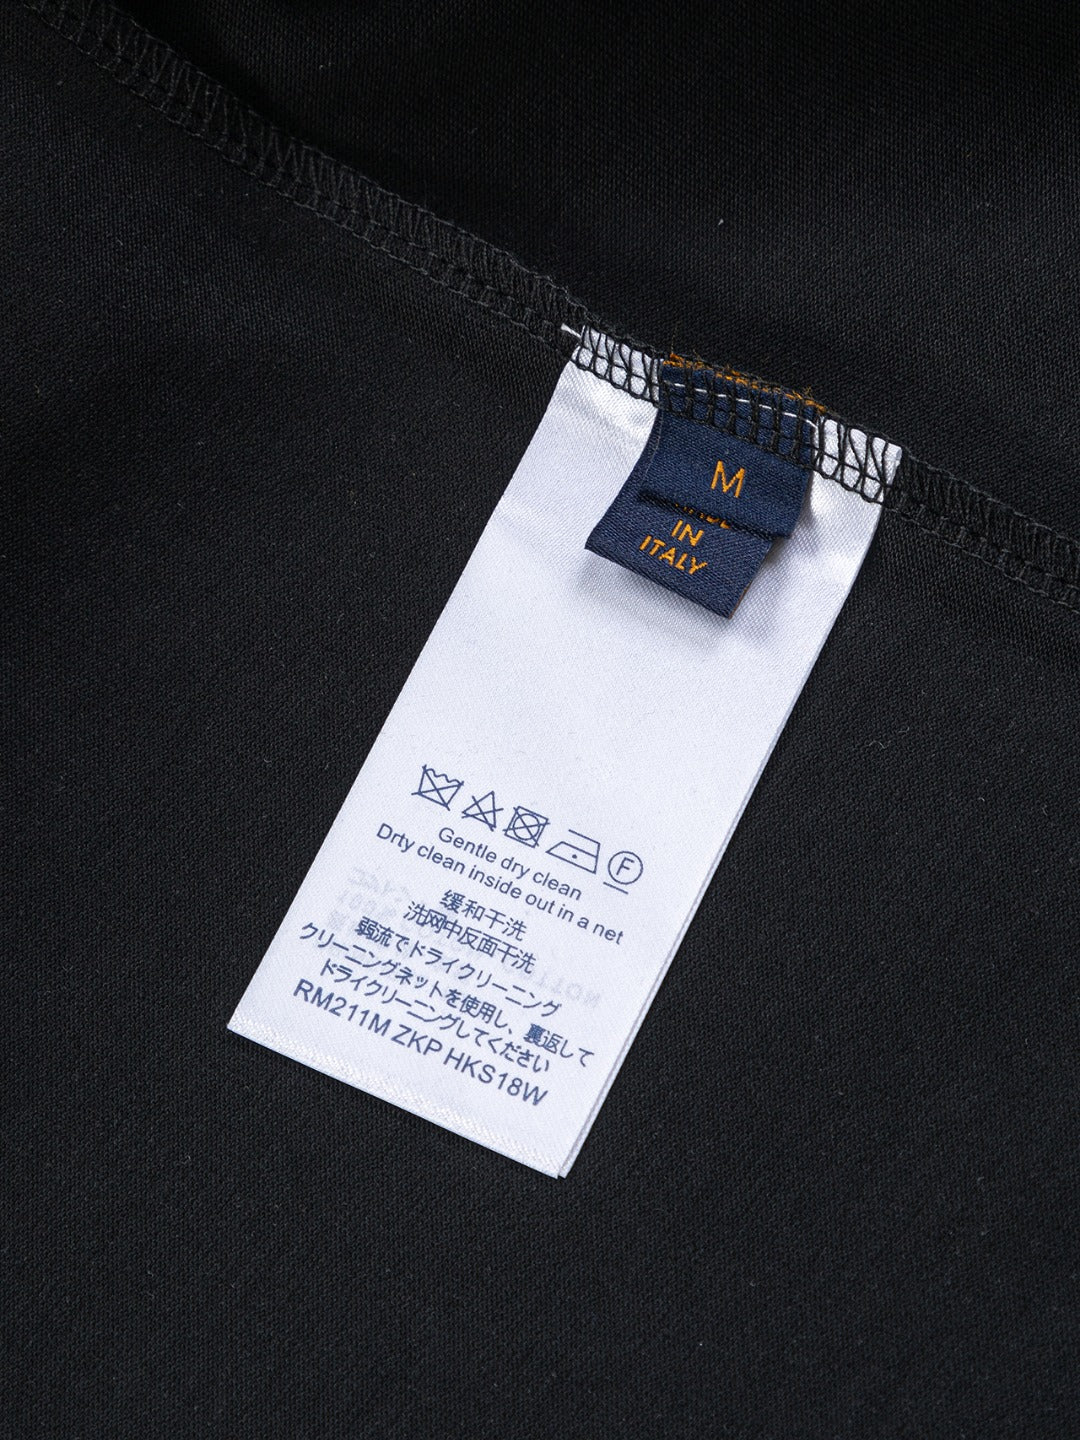 M
IN
ITALY
F
Gentle dry clean
Drty clean inside out in a net
缓和干洗
洗网中反面干洗
弱流でドライクリーニング
クリーニングネットを使用し、裏返して
ドライクリーニングしてください
RM211M ZKP HKS18W